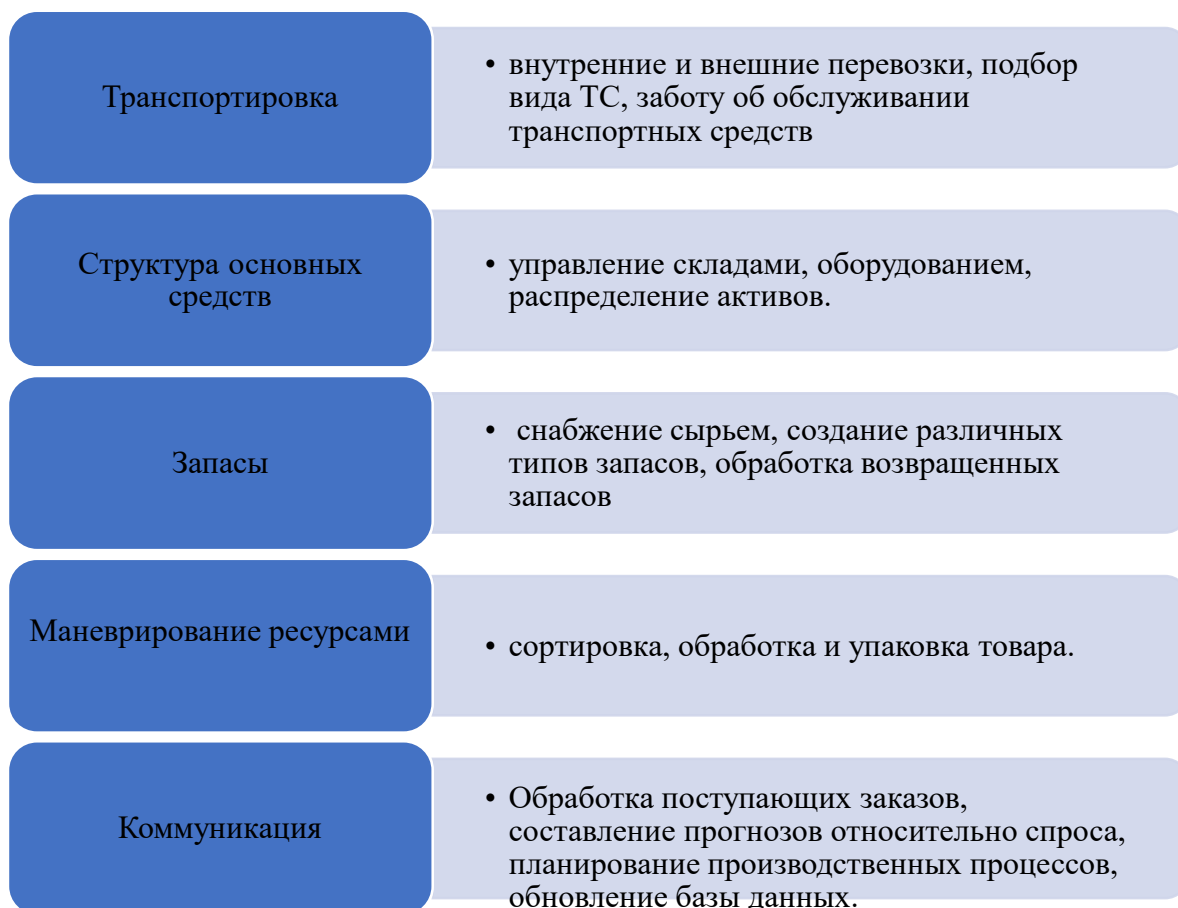 Транспортировка
• внутренние и внешние перевозки, подбор
вида ТС, заботу об обслуживании
транспортных средств
Структура основных
средств
• управление складами, оборудованием,
распределение активов.
Запасы
• снабжение сырьем, создание различных
типов запасов, обработка возвращенных
запасов
Маневрирование ресурсами
• сортировка, обработка и упаковка товара.
Коммуникация
• Обработка поступающих заказов,
составление прогнозов относительно спроса,
планирование производственных процессов,
обновление базы данных.